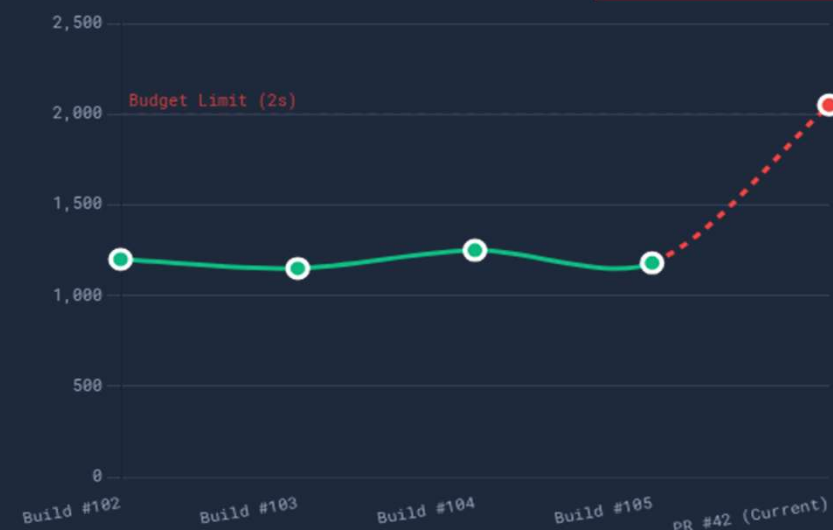 2,500
Budget Limit (2s)
2,000
1,500
1,000
500
0
Build #102
Build #103
Build #104
Build #105
PR #42 (Current)